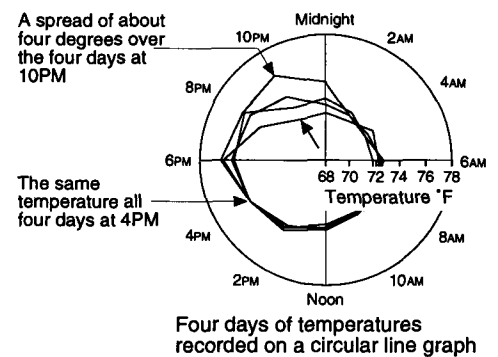 A spread of about
four degrees over
the four days at
10PM
Midnight
10PM
2AM
8PM
4AM
6PM
68 70 72 74 76 78
6AM
Temperature ˚F
The same
temperature all
four days at 4PM
4PM
8AM
2PM
10AM
Noon
Four days of temperatures
recorded on a circular line graph